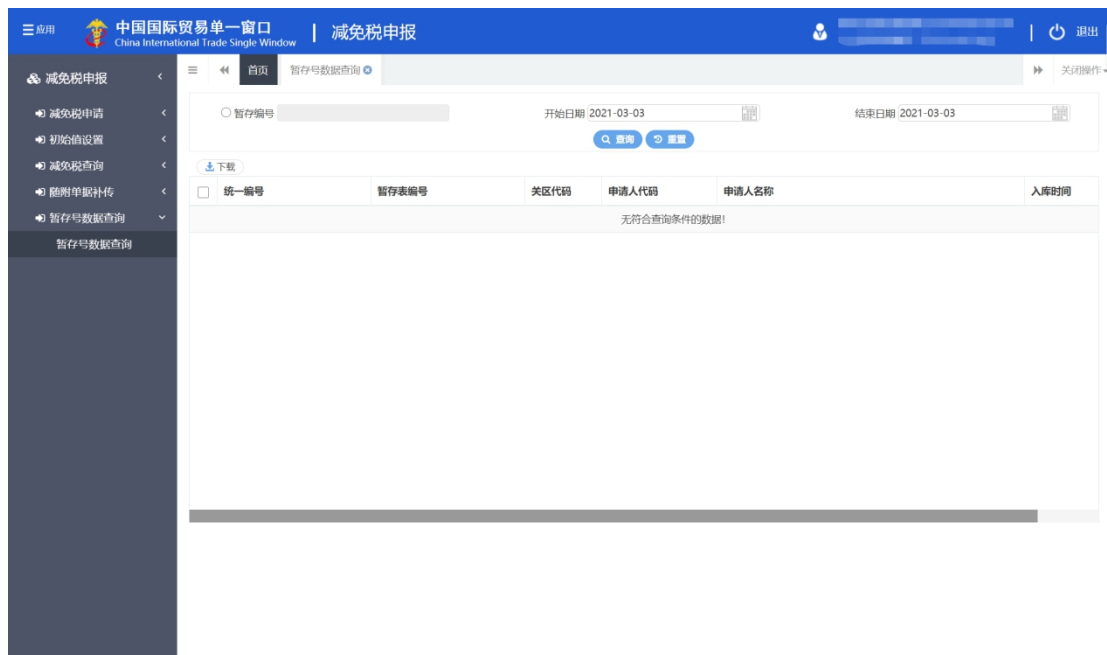 应用 中国国际贸易单一窗口 减免税申报 退出
China International Trade Single Window
减免税申报
减免税申请
初始值设置
减免税查询
随附单据补传
暂存号数据查询
暂存号数据查询
首页 暂存号数据查询 关闭操作
暂存编号 开始日期 2021-03-03 结束日期 2021-03-03
查询 重置
下载
统一编号 暂存表编号 关区代码 申请人代码 申请人名称 入库时间
无符合查询条件的数据!